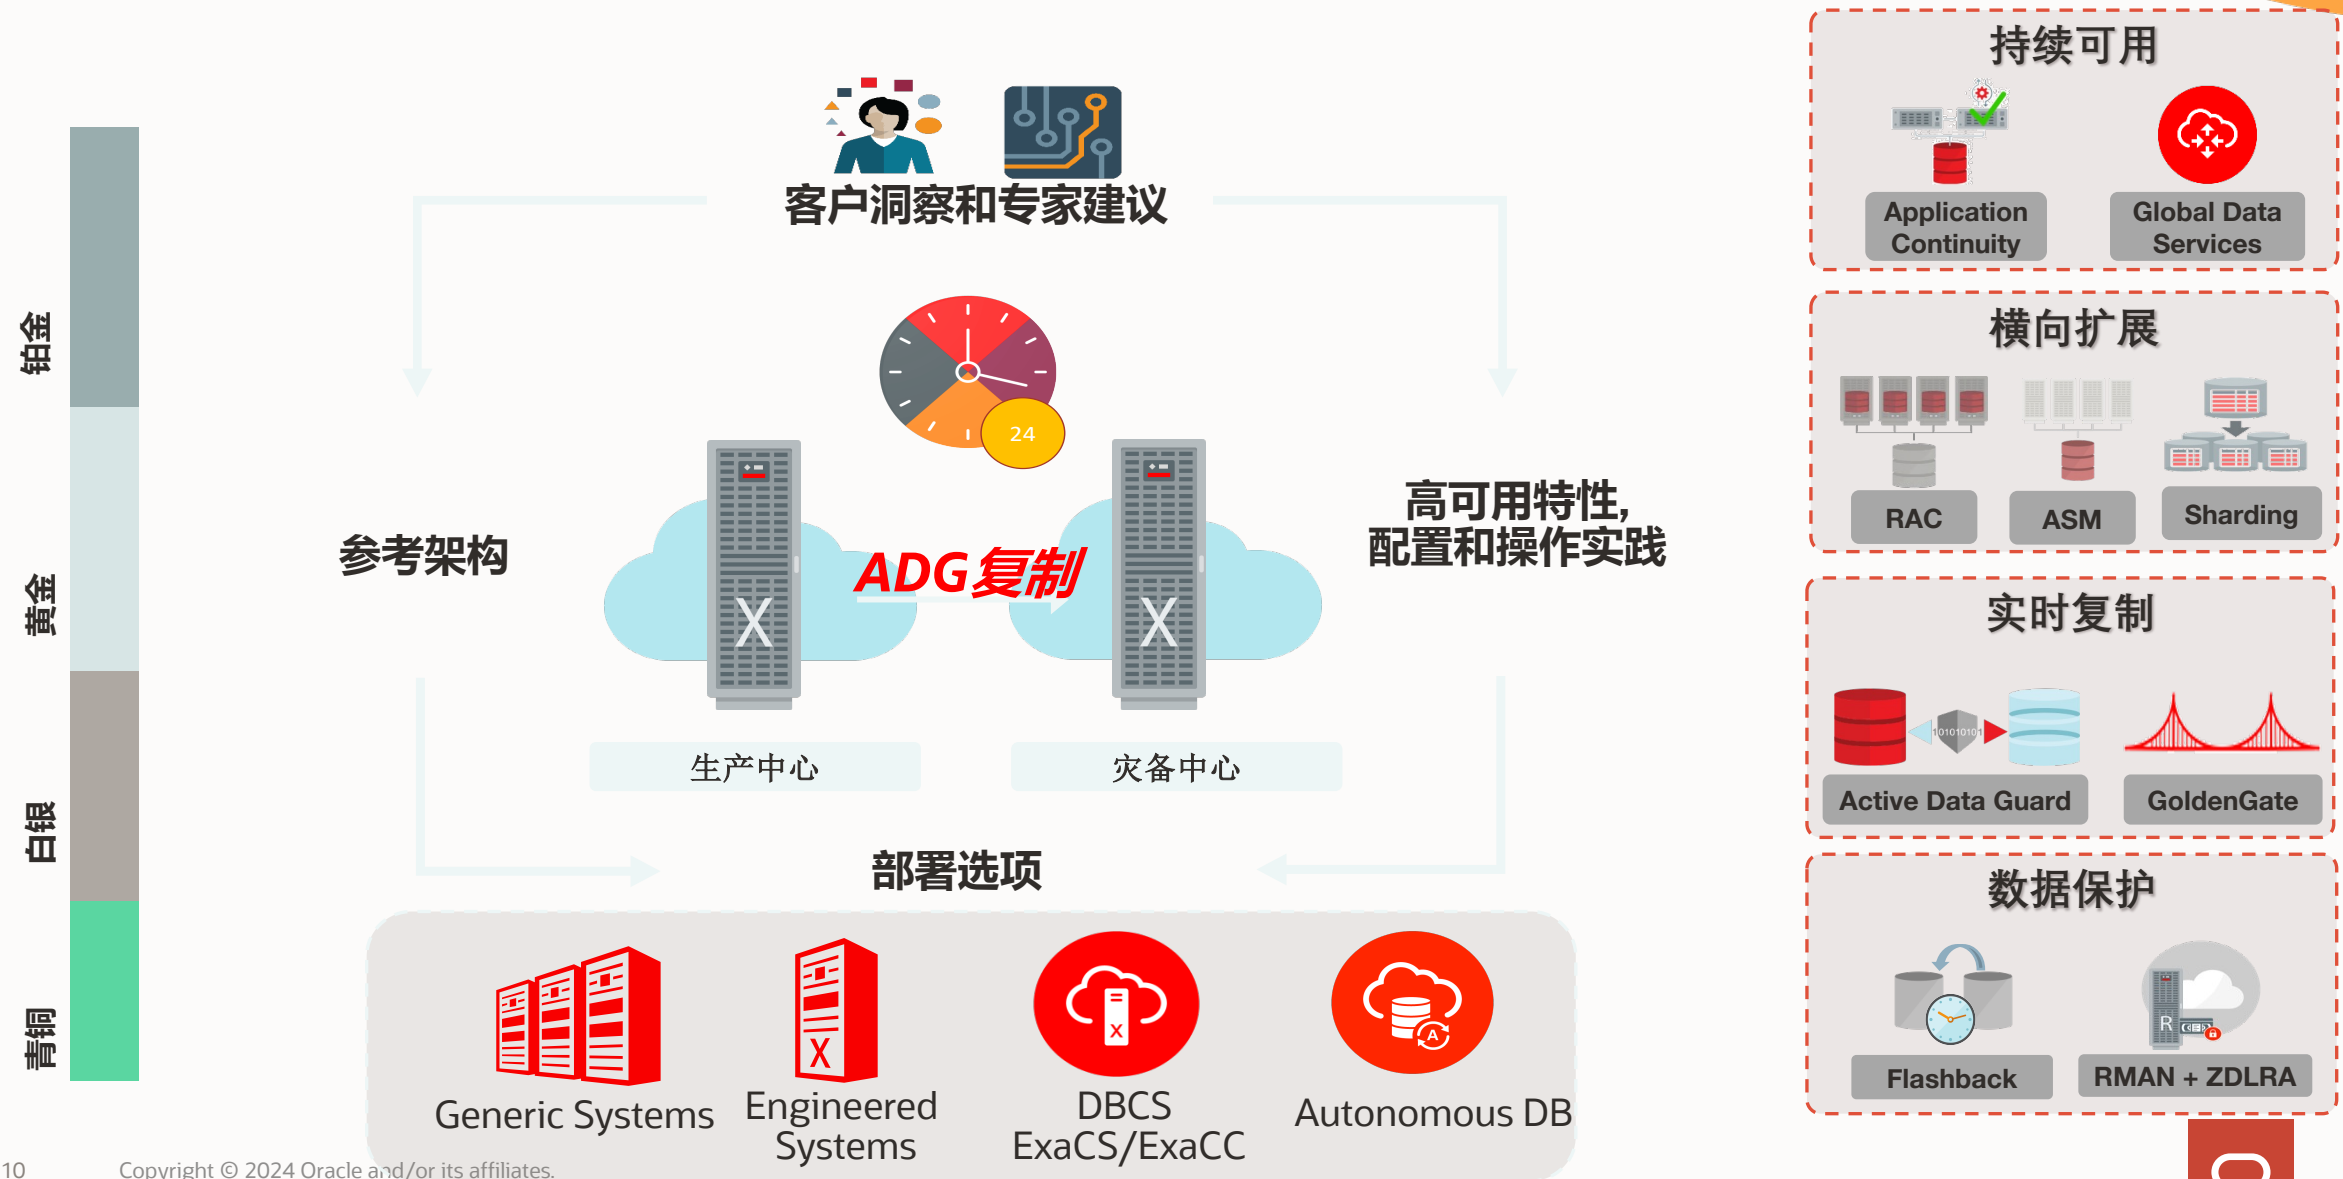 铂金
黄金
白银
青铜
客户洞察和专家建议
24
参考架构
X
ADG复制
X
高可用特性,
配置和操作实践
生产中心
灾备中心
部署选项
X
X
A
Generic Systems
Engineered
Systems
DBCS
ExaCS/ExaCC
Autonomous DB
持续可用
Application
Continuity
Global Data
Services
横向扩展
RAC
ASM
Sharding
实时复制
101010101
Active Data Guard
GoldenGate
数据保护
R
Flashback
RMAN + ZDLRA
10
Copyright © 2024 Oracle and/or its affiliates.